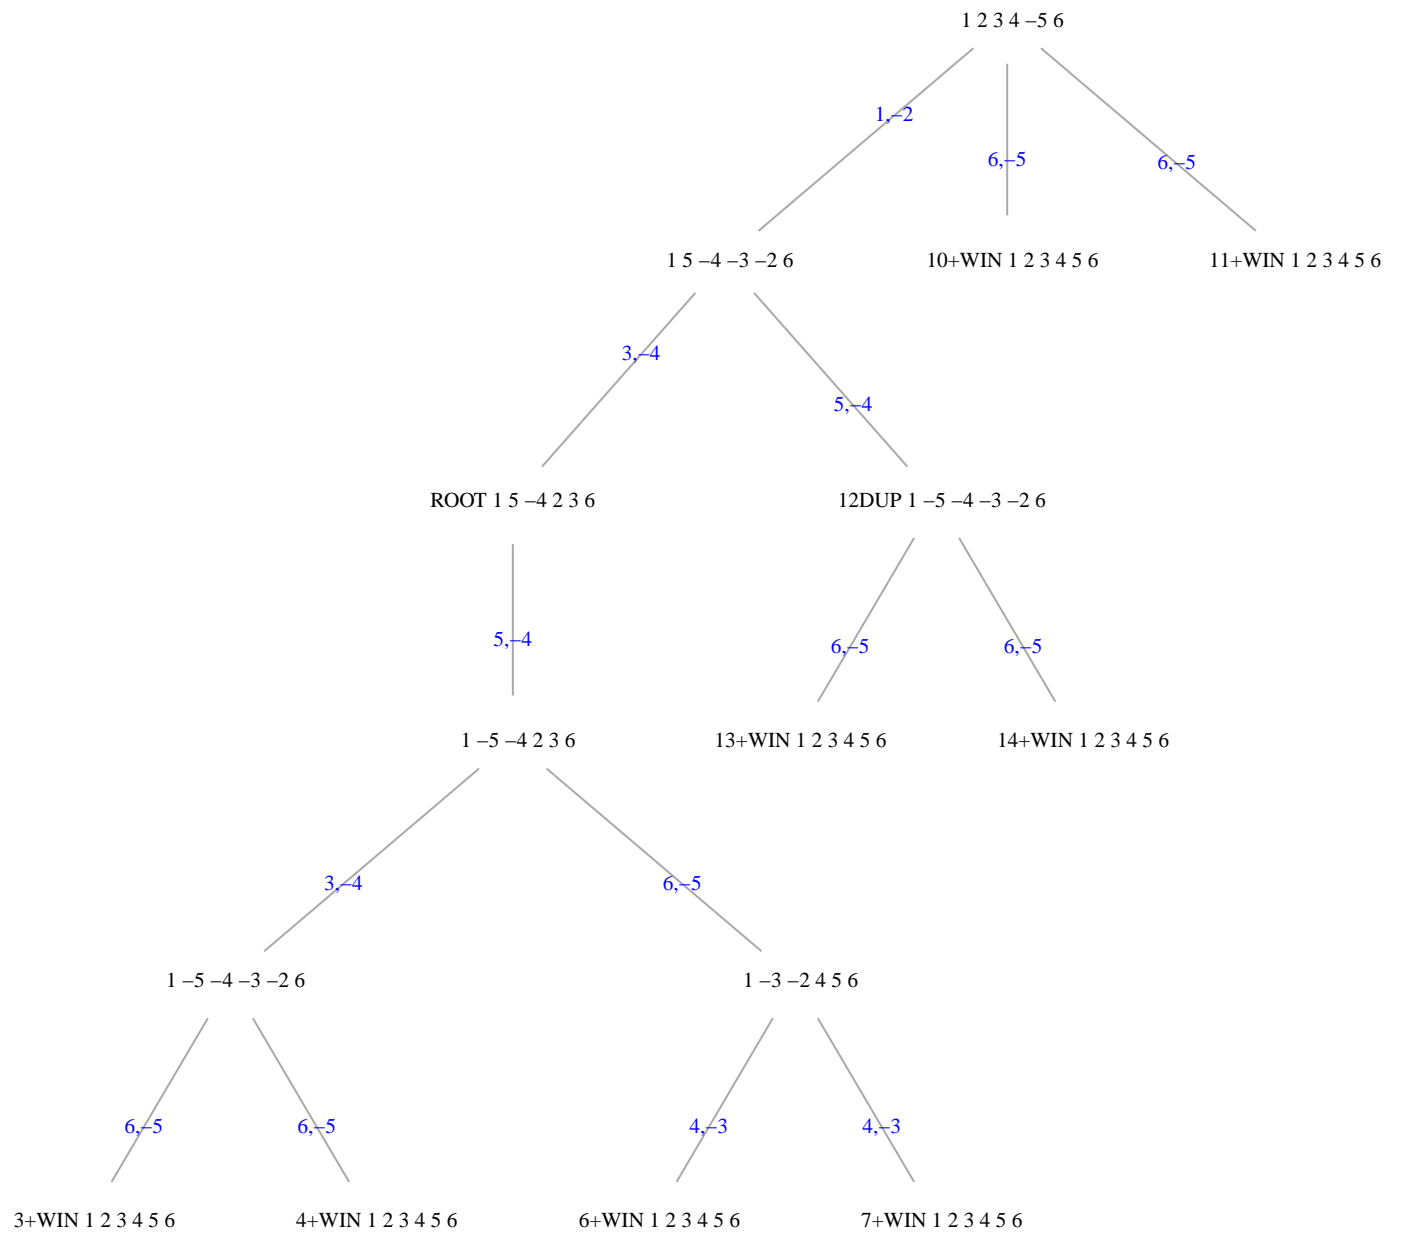 1 2 3 4 –5 6
1,–2
6,–5
6,–5
1 5 –4 –3 –2 6
10+WIN 1 2 3 4 5 6
11+WIN 1 2 3 4 5 6
3,–4
5,–4
ROOT 1 5 –4 2 3 6
12DUP 1 –5 –4 –3 –2 6
5,–4
6,–5
6,–5
1 –5 –4 2 3 6
13+WIN 1 2 3 4 5 6
14+WIN 1 2 3 4 5 6
3,–4
6,–5
1 –5 –4 –3 –2 6
1 –3 –2 4 5 6
6,–5
6,–5
4,–3
4,–3
3+WIN 1 2 3 4 5 6
4+WIN 1 2 3 4 5 6
6+WIN 1 2 3 4 5 6
7+WIN 1 2 3 4 5 6